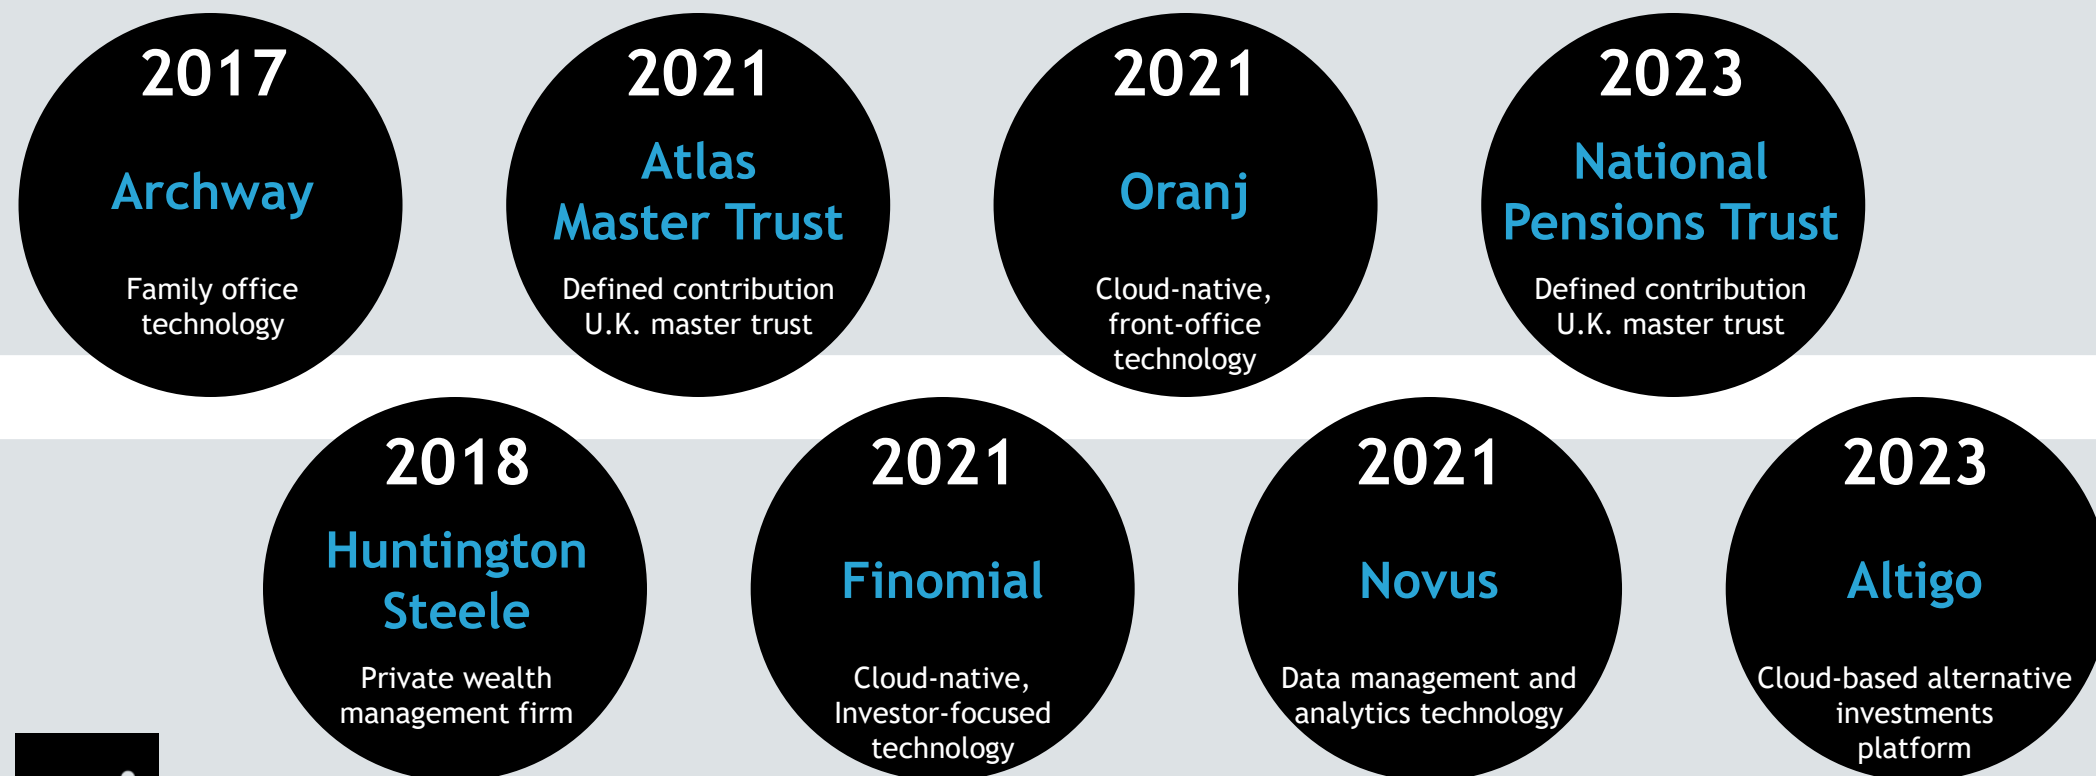 2017
Archway
Family office
technology
2021
Atlas
Master Trust
Defined contribution
U.K. master trust
2021
Oranj
Cloud-native,
front-office
technology
2023
National
Pensions Trust
Defined contribution
U.K. master trust
2018
Huntington
Steele
Private wealth
management firm
2021
Finomial
Cloud-native,
Investor-focused
technology
2021
Novus
Data management and
analytics technology
2023
Altigo
Cloud-based alternative
investments
platform